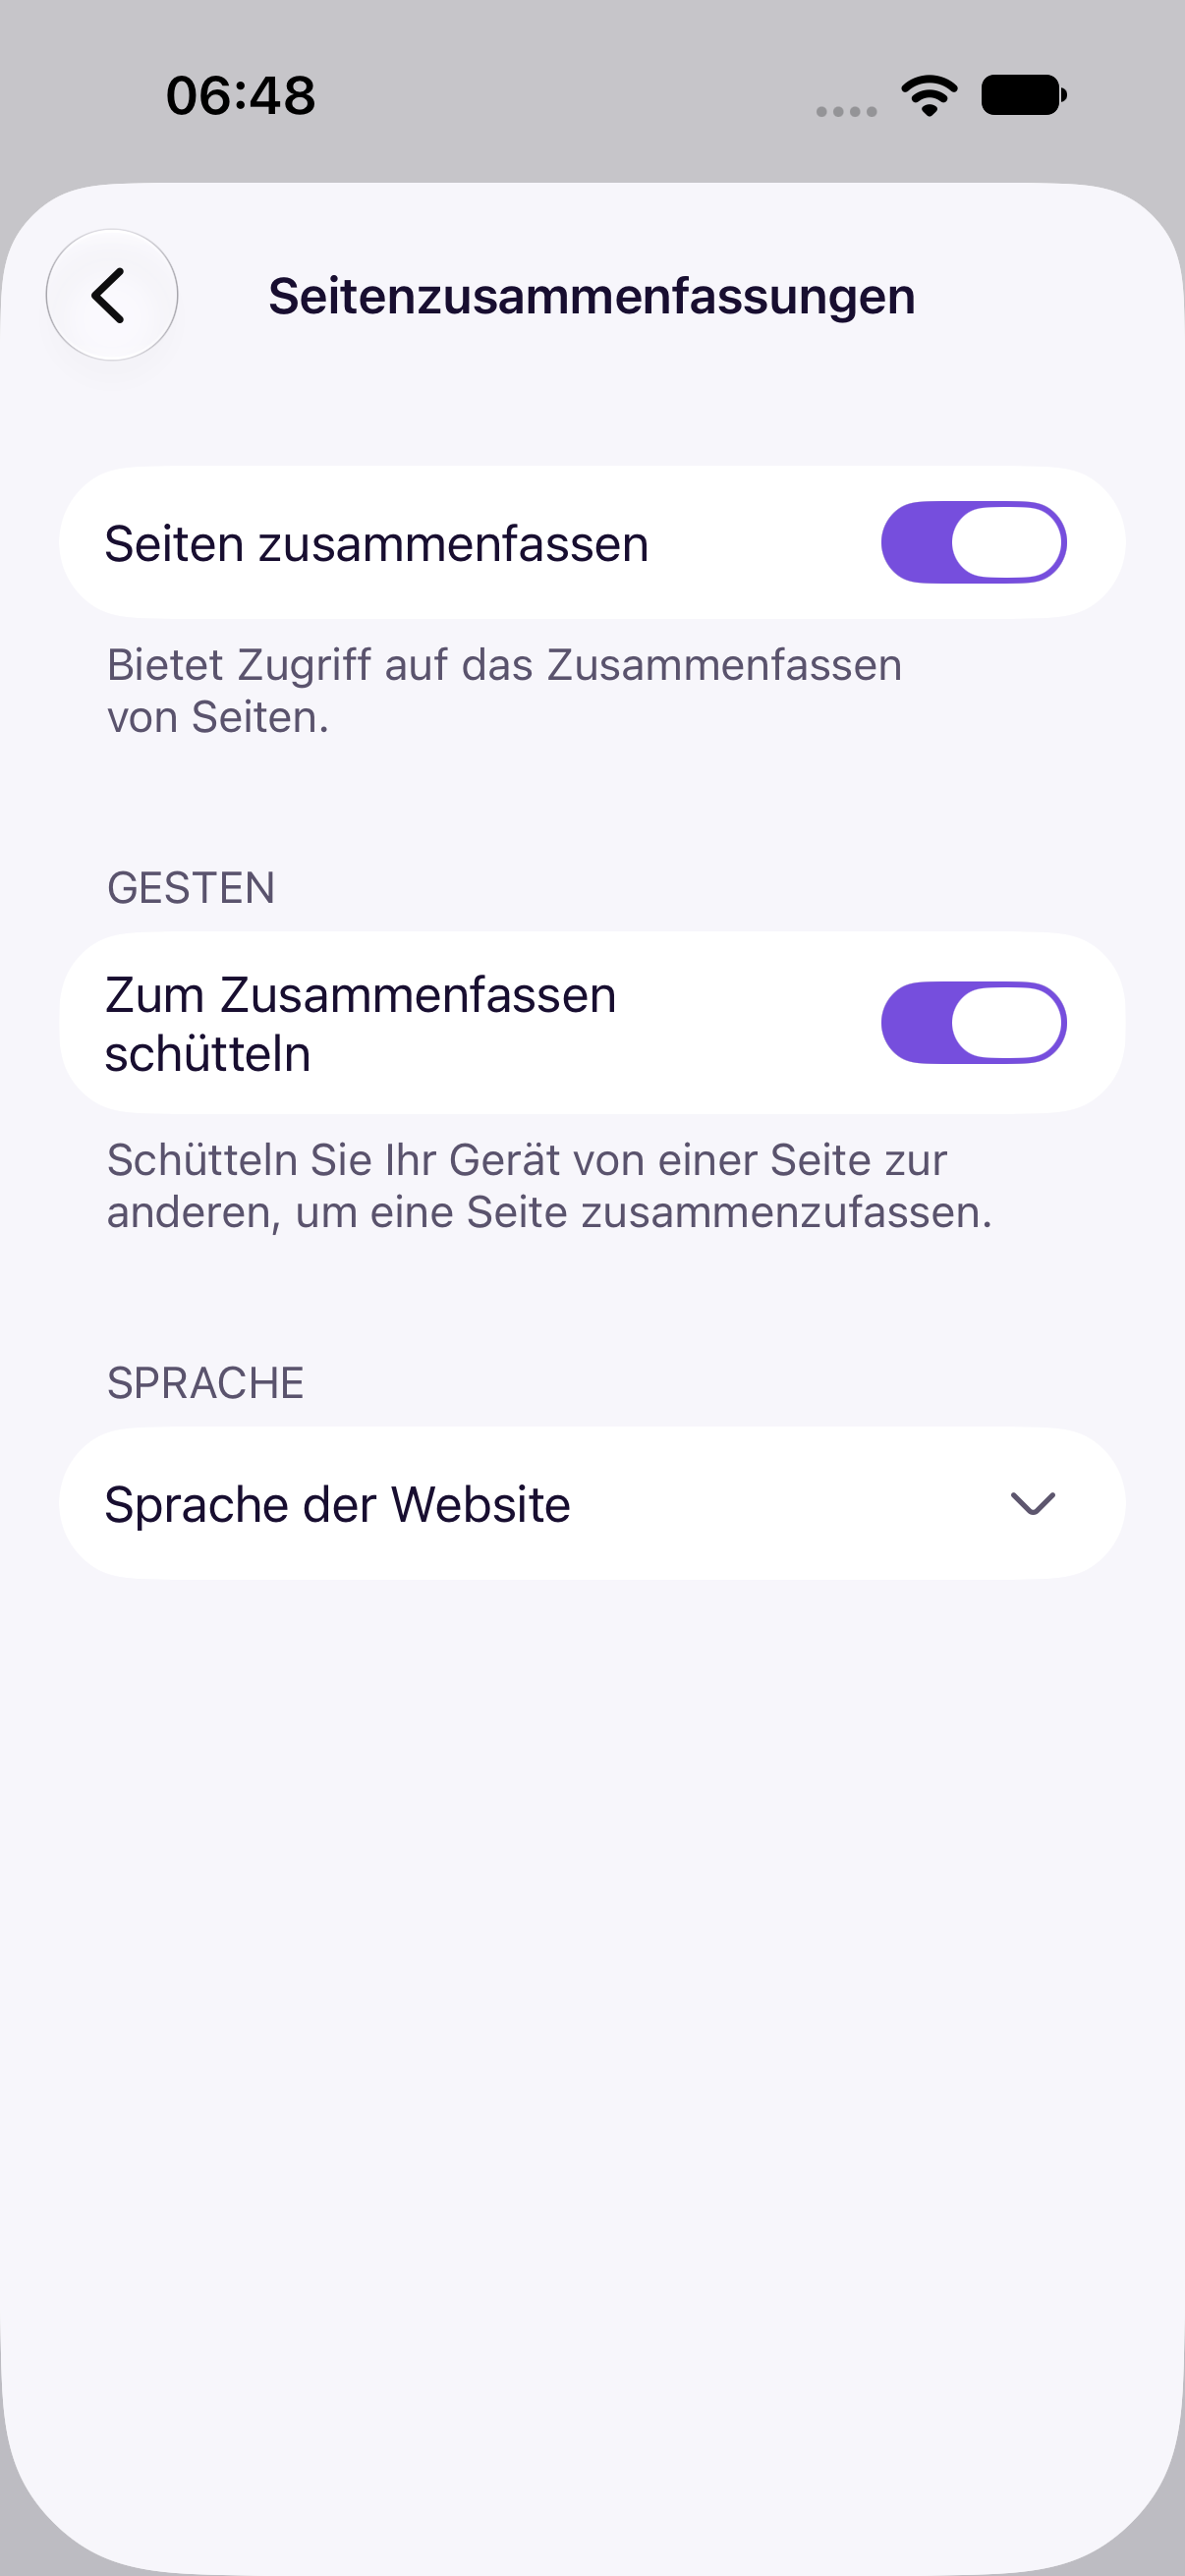 06:48
Seitenzusammenfassungen
Seiten zusammenfassen
Bietet Zugriff auf das Zusammenfassen
von Seiten.
GESTEN
Zum Zusammenfassen
schütteln
Schütteln Sie Ihr Gerät von einer Seite zur
anderen, um eine Seite zusammenzufassen.
SPRACHE
Sprache der Website